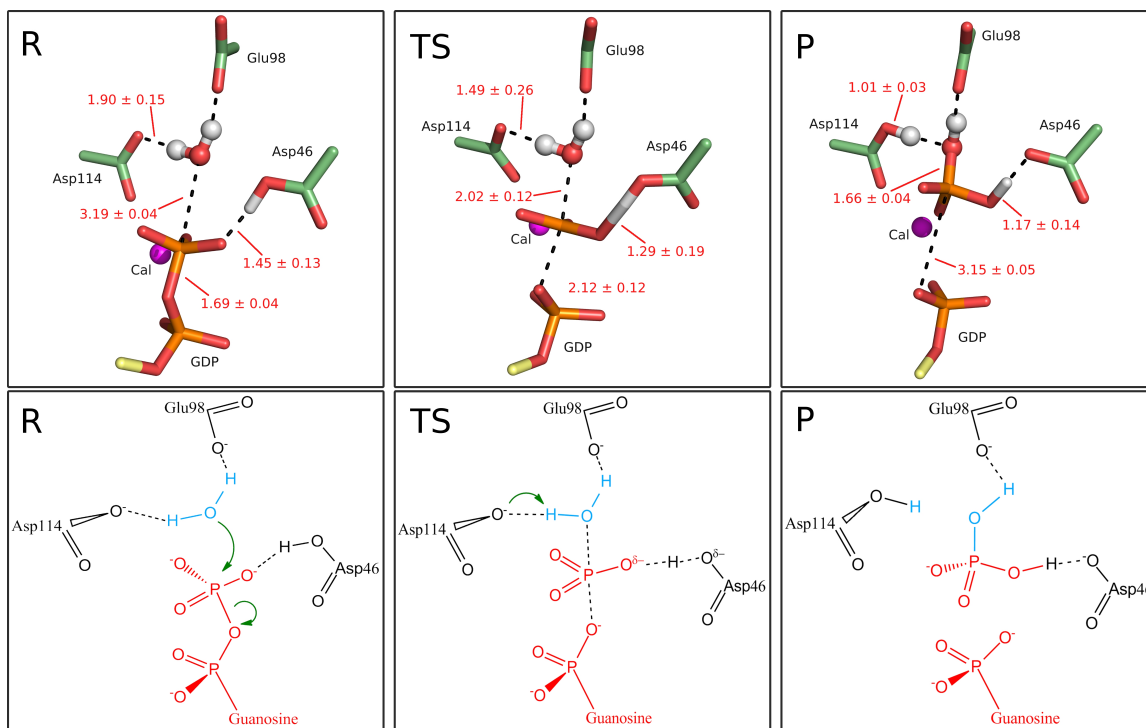 R
Glu98
1.90 ± 0.15
Asp114
Asp46
3.19 ± 0.04
Cal
1.45 ± 0.13
1.69 ± 0.04
GDP
TS
Glu98
1.49 ± 0.26
Asp114
Asp46
2.02 ± 0.12
Cal
1.29 ± 0.19
2.12 ± 0.12
GDP
P
Glu98
1.01 ± 0.03
Asp114
Asp46
1.66 ± 0.04
1.17 ± 0.14
Cal
3.15 ± 0.05
GDP
R
Glu98
O
O-
H
O-
H
O
Asp114
O
H
O
-O
P
O-
Asp46
O
O
O
O
P
-O
Guanosine
TS
Glu98
O
O-
H
O-
H
O
Asp114
O
O
P
Oδ–
H
Oδ–
O
Asp46
O
O-
O
P
-O
Guanosine
P
Glu98
O
O-
O
H
H
Asp114
O
O
-O
P
O
H
-O
O
Asp46
O
O-
O
P
-O
Guanosine